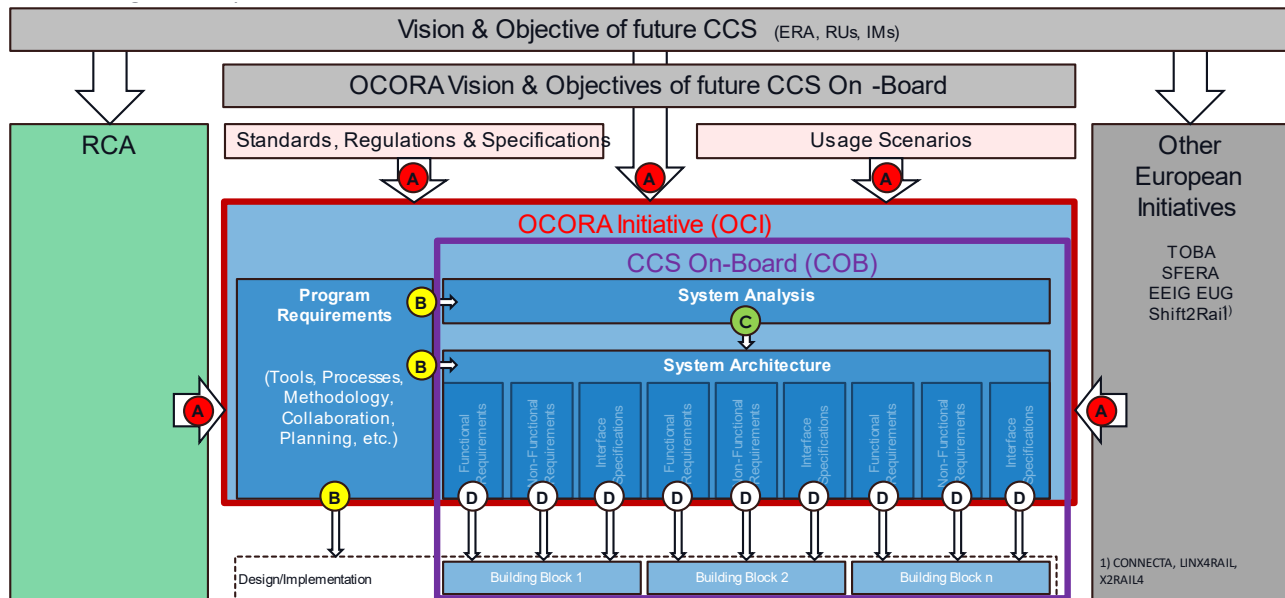 Vision & Objective of future CCS (ERA, RUs, IMs)
OCORA Vision & Objectives of future CCS On -Board
RCA
Standards, Regulations & Specifications
Usage Scenarios
Other
European
Initiatives
TOBA
SFERA
EEIG EUG
Shift2Rail1)
A
A
A
OCORA Initiative (OCI)
CCS On-Board (COB)
Program
Requirements
B
System Analysis
C
B
System Architecture
(Tools, Processes,
Methodology,
Collaboration,
Planning, etc.)
A
A
Functional
Requirements
Non-Functional
Requirements
Interface
Specifications
Functional
Requirements
Non-Functional
Requirements
Interface
Specifications
Functional
Requirements
Non-Functional
Requirements
Interface
Specifications
B
D
D
D
D
D
D
D
D
D
Design/Implementation
Building Block 1
Building Block 2
Building Block n
1) CONNECTA, LINX4RAIL,
X2RAIL4